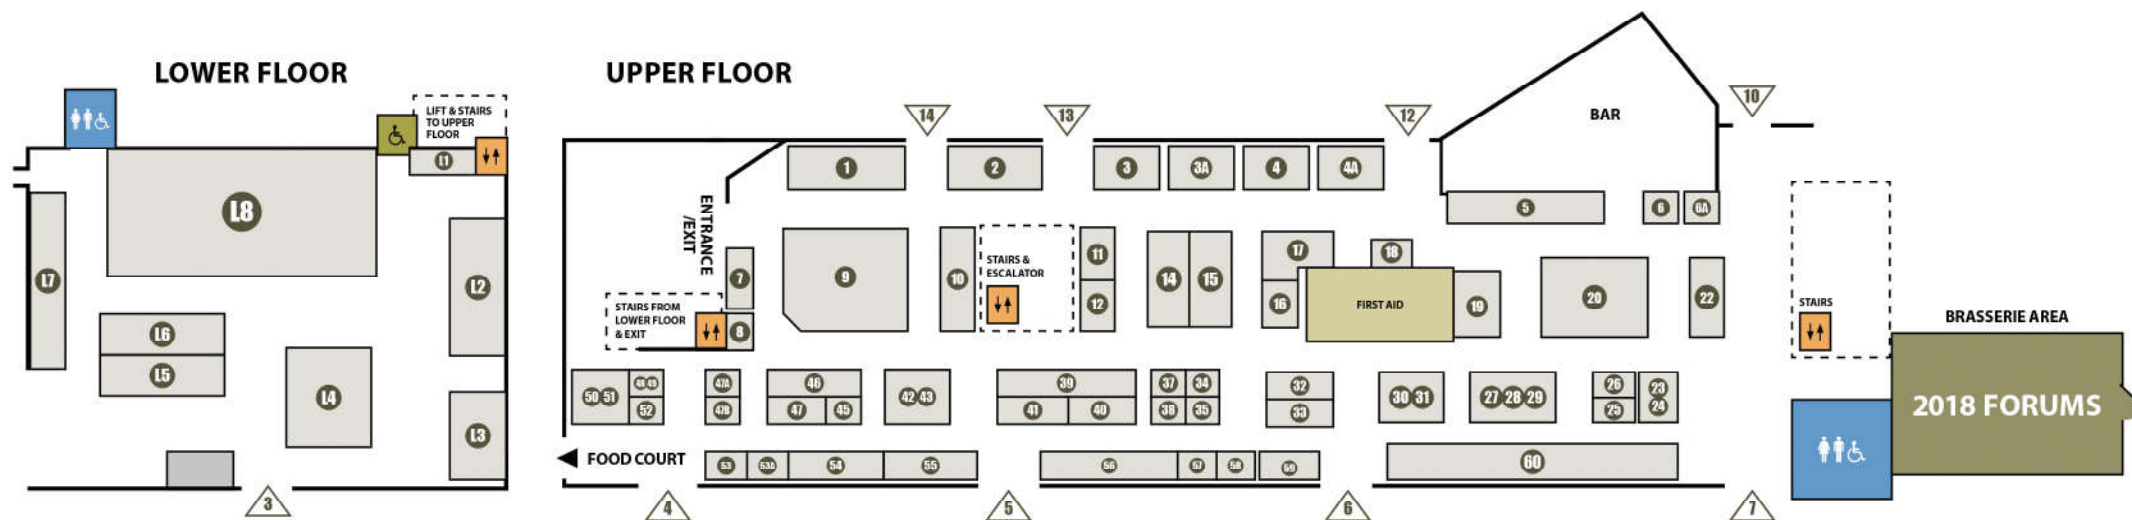 LOWER FLOOR
LIFT & STAIRS
TO UPPER
FLOOR
L1
L8
L7
L2
L6
L5
L4
L3
3
UPPER FLOOR
14
13
12
10
BAR
1
2
3
3A
4
4A
5
6
6A
ENTRANCE
/EXIT
7
8
STAIRS FROM
LOWER FLOOR
& EXIT
9
10
STAIRS &
ESCALATOR
11
12
14
15
17
16
18
FIRST AID
19
20
22
STAIRS
BRASSERIE AREA
2018 FORUMS
50 51
48 49
52
47A
47B
46
47
45
42 43
39
41
40
37
34
38
35
32
33
30 31
27 28 29
26
25
23
24
FOOD COURT
53
53A
54
55
56
57
58
59
60
4
5
6
7